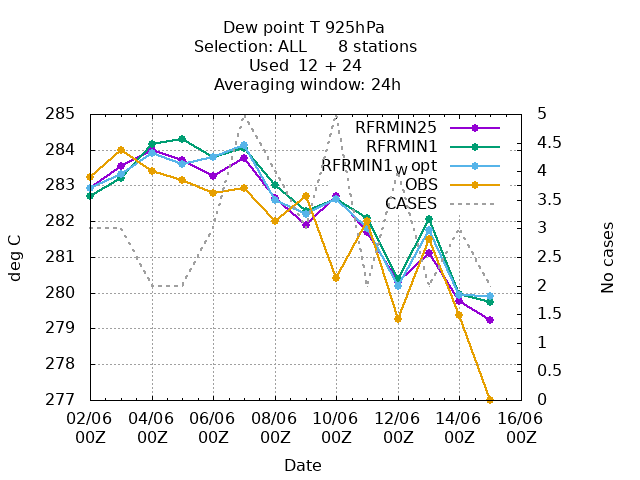 Dew point T 925hPa
Selection: ALL 8 stations
Used 12 + 24
Averaging window: 24h
285
284
283
282
281
280
279
278
277
5
4.5
4
3.5
3
2.5
2
1.5
1
0.5
0
RFRMIN25
RFRMIN1
RFRMIN1_w_opt
OBS
CASES
deg C
No cases
02/06 04/06 06/06 08/06 10/06 12/06 14/06 16/06
00Z 00Z 00Z 00Z 00Z 00Z 00Z 00Z
Date